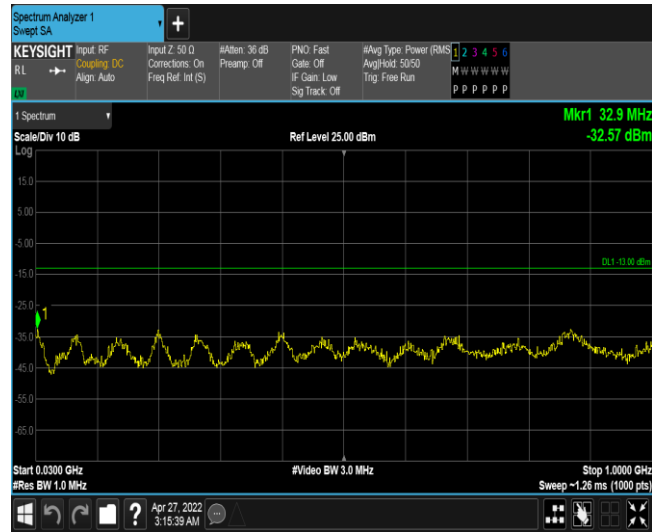 Spectrum Analyzer 1
Swept SA
KEYSIGHT Input: RF Input Z: 50 Ω #Atten: 36 dB PNO: Fast #Avg Type: Power (RMS 1 2 3 4 5 6
RL Coupling: DC Corrections: On Preamp: Off Gate: Off Avg|Hold: 50/50 M W W W W W
Align: Auto Freq Ref: Int (S) IF Gain: Low Trig: Free Run
Sig Track: Off P P P P P P
1 Spectrum
Mkr1 32.9 MHz
Scale/Div 10 dB Ref Level 25.00 dBm -32.57 dBm
Log
15.0
5.00
-5.00
DL1 -13.00 dBm
-15.0
-25.0
1
-35.0
-45.0
-55.0
-65.0
Start 0.0300 GHz #Video BW 3.0 MHz Stop 1.0000 GHz
#Res BW 1.0 MHz Sweep ~1.26 ms (1000 pts)
? Apr 27, 2022
3:15:39 AM